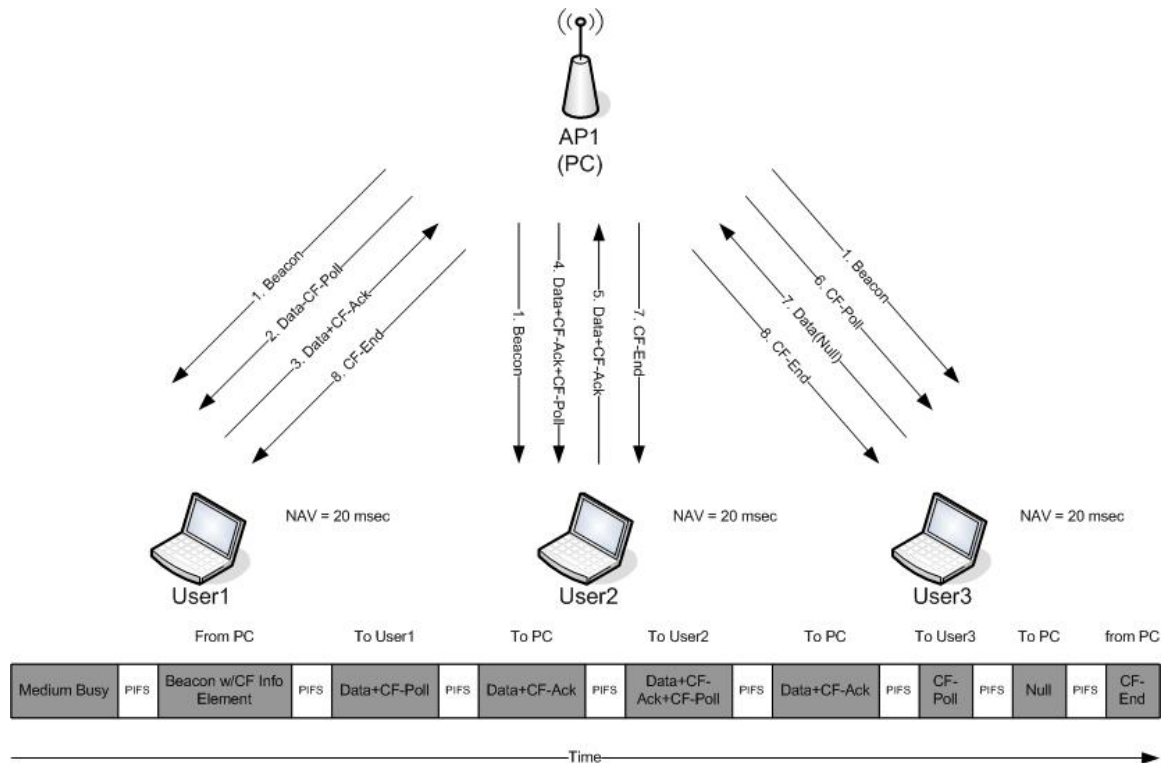 AP1
(PC)
1. Beacon
2. Data-CF-Poll
3. Data+CF-Ack
8. CF-End
1. Beacon
4. Data+CF-Ack+CF-Poll
5. Data+CF-Ack
7. CF-End
1. Beacon
6. CF-Poll
7. Data(Null)
8. CF-End
NAV = 20 msec
NAV = 20 msec
NAV = 20 msec
User1
User2
User3
From PC
To User1
To PC
To User2
To PC
To User3
To PC
from PC
Medium Busy
PIFS
Beacon w/CF Info
Element
PIFS
Data+CF-Poll
PIFS
Data+CF-Ack
PIFS
Data+CF-
Ack+CF-Poll
PIFS
Data+CF-Ack
PIFS
CF-
Poll
PIFS
Null
PIFS
CF-
End
Time